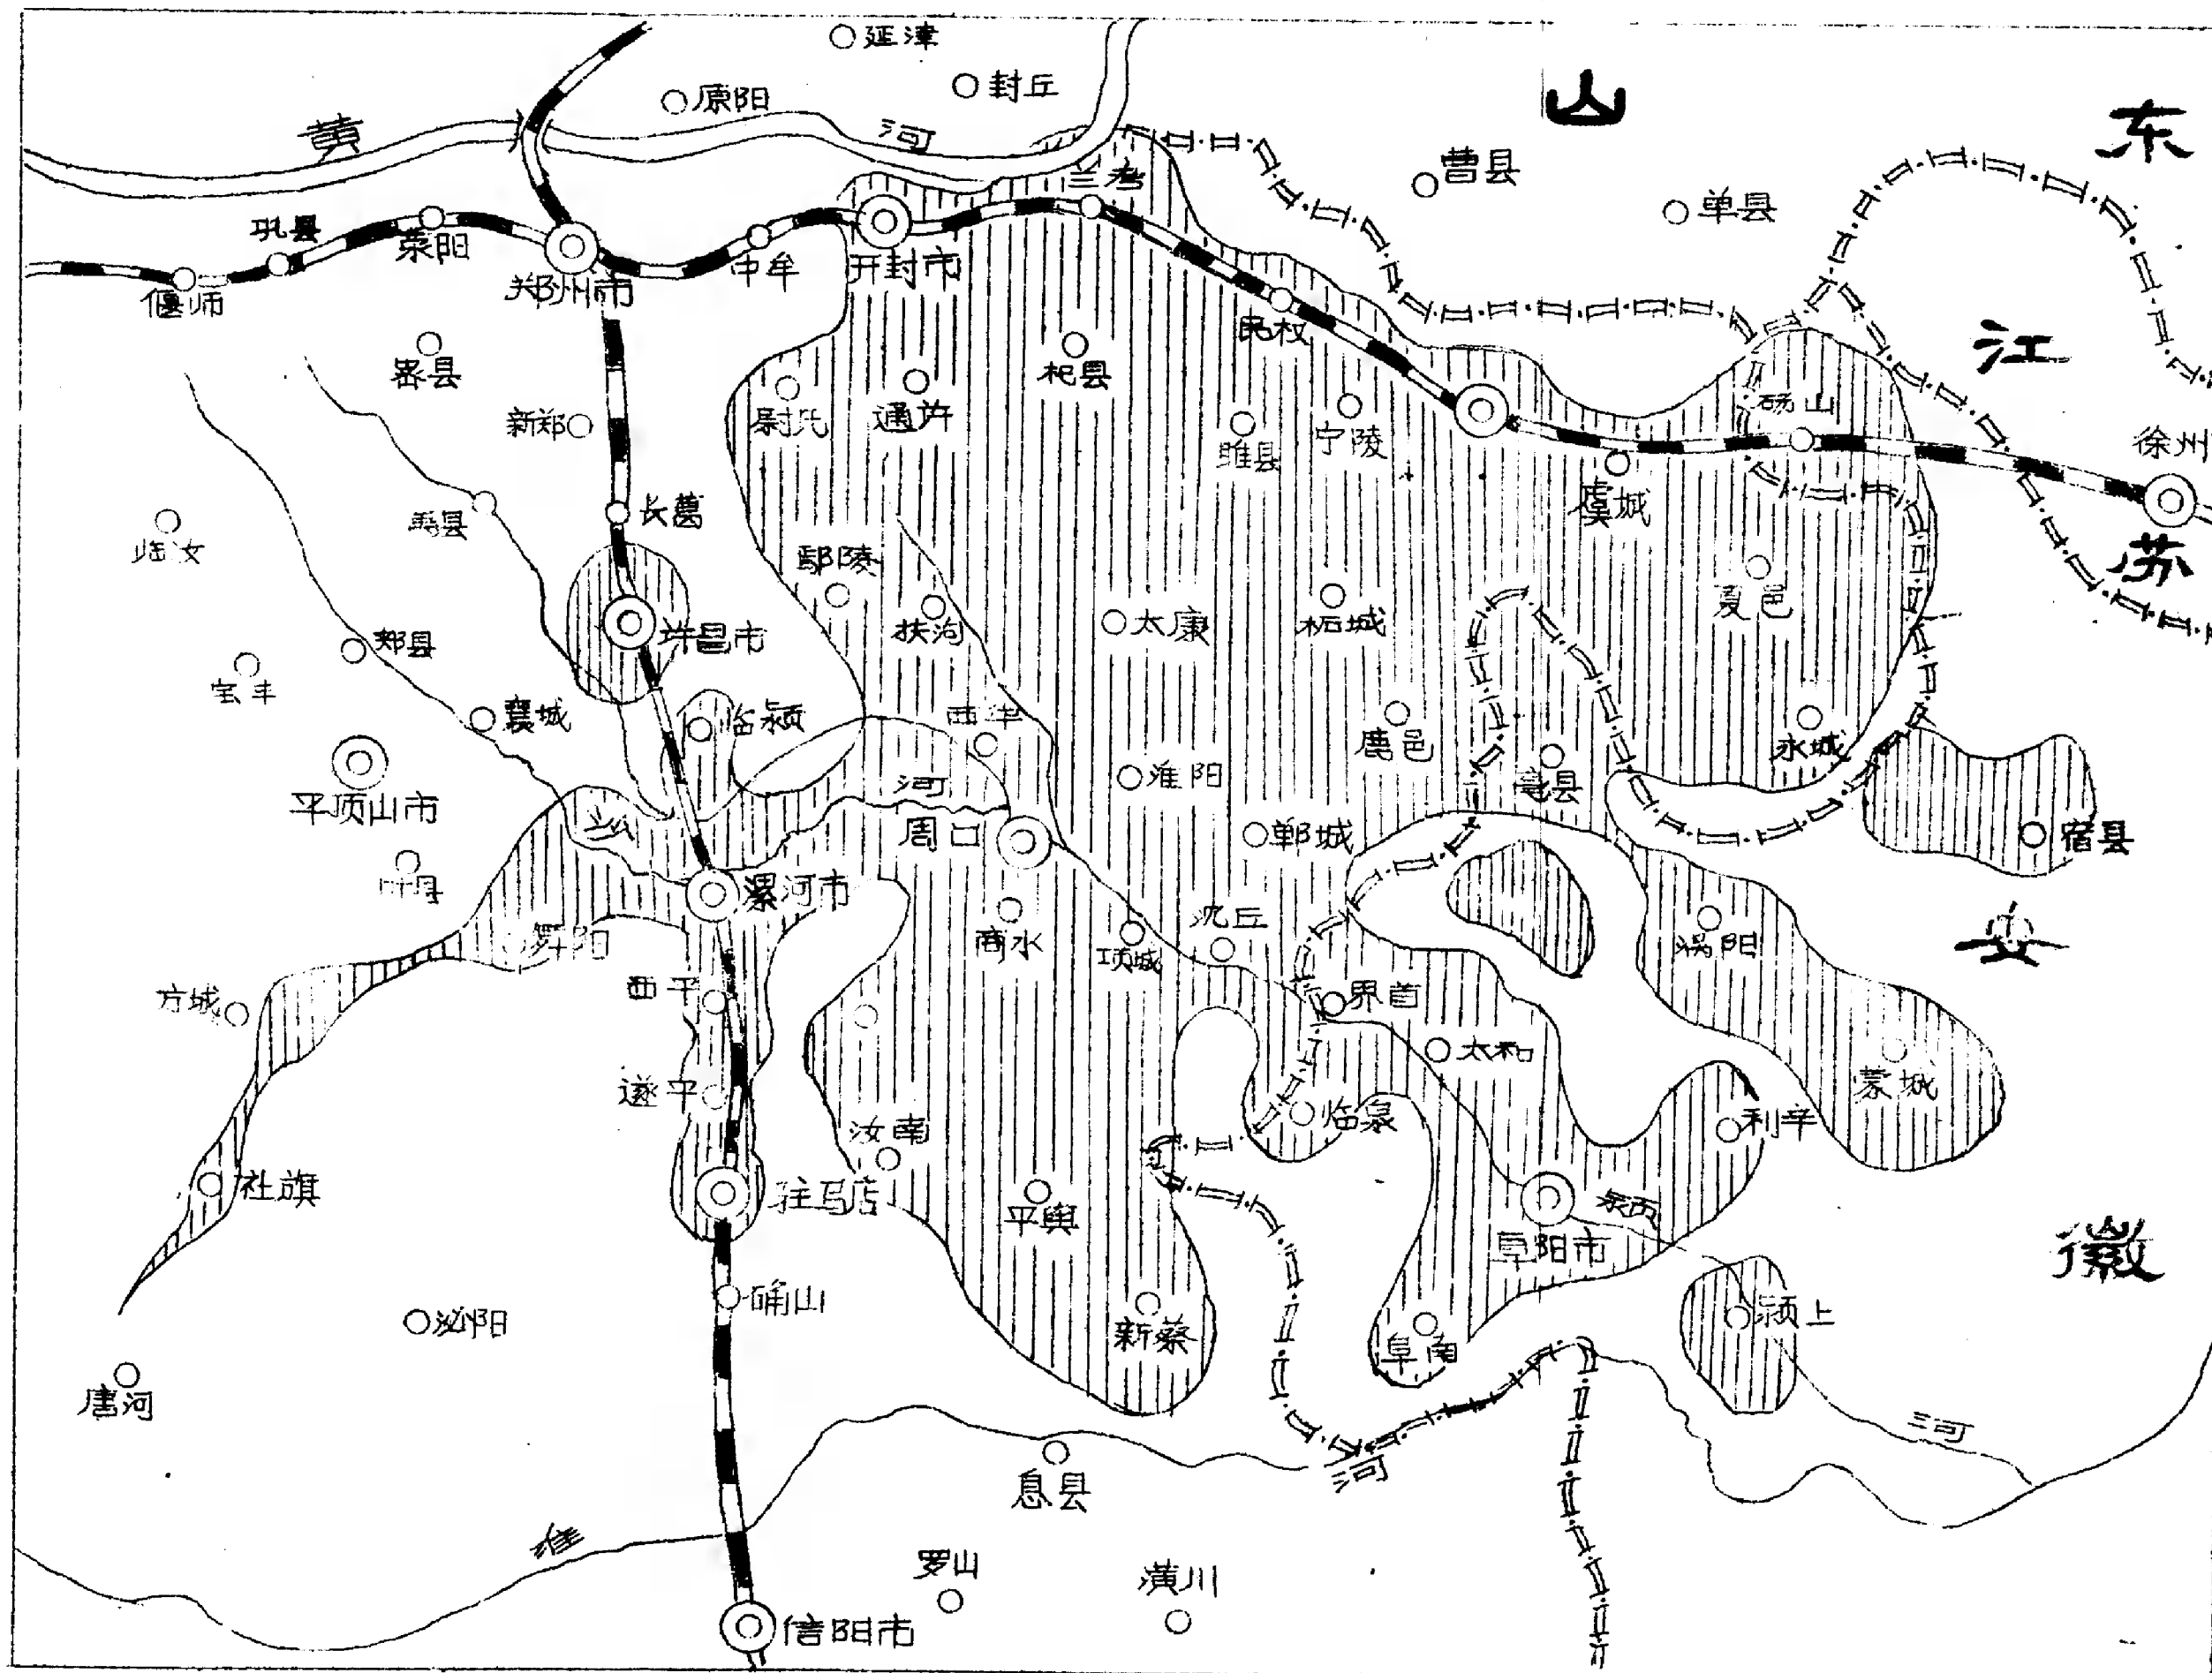 延津
封丘
原阳
山
东
黄
河
曹县
单县
兰考
巩县
荥阳
郑州市
中牟
开封市
偃师
民权
江
密县
杞县
尉氏
通许
砀山
新郑
睢县
宁陵
徐州
虞城
禹县
长葛
临汝
鄢陵
苏
夏邑
扶沟
太康
柘城
许昌市
郏县
宝丰
襄城
临颍
西华
鹿邑
永城
淮阳
亳县
河
平顶山市
周口
郸城
宿县
叶县
漯河市
沈丘
舞阳
商水
项城
涡阳
安
西平
方城
界首
太和
遂平
蒙城
临泉
利辛
汝南
社旗
驻马店
平舆
泉河
阜阳市
徽
确山
泌阳
新蔡
阜南
颍上
唐河
河
息县
河
淮
罗山
潢川
信阳市